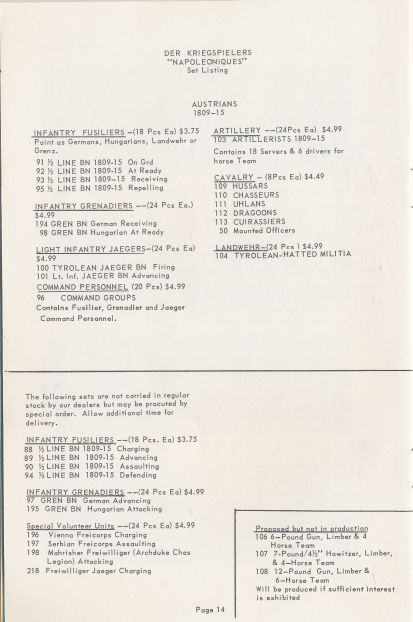 DER KRIEGSPIELERS
"NAPOLEONIQUES"
Set Listing
AUSTRIANS
1809-15
INFANTRY FUSILIERS -(18 Pcs Ea) $3.75
Paint as Germans, Hungarians, Landwehr or
Grenz.
91 ½ LINE BN 1809-15 On Grd
92 ½ LINE BN 1809-15 At Ready
93 ½ LINE BN 1809-15 Receiving
95 ½ LINE BN 1809-15 Repelling
INFANTRY GRENADIERS --(24 Pcs Ea.)
$4.99
194 GREN BN German Receiving
98 GREN BN Hungarian At Ready
LIGHT INFANTRY JAEGERS-(24 Pcs Ea)
$4.99
100 TYROLEAN JAEGER BN Firing
101 Lt. Inf. JAEGER BN Advancing
COMMAND PERSONNEL (20 Pcs) $4.99
96 COMMAND GROUPS
Contains Fusilier, Grenadier and Jaeger
Command Personnel.
ARTILLERY --(24Pcs Ea) $4.99
103 ARTILLERISTS 1809-15
Contains 18 Servers & 6 drivers for
horse Team
CAVALRY - (8Pcs Ea) $4.49
109 HUSSARS
110 CHASSEURS
111 UHLANS
112 DRAGOONS
113 CUIRASSIERS
50 Mounted Officers
LANDWEHR-(24 Pcs ) $4.99
104 TYROLEAN-HATTED MILITIA
The following sets are not carried in regular
stock by our dealers but may be procured by
special order. Allow additional time for
delivery.
INFANTRY FUSILIERS --(18 Pcs. Ea) $3.75
88 ½ LINE BN 1809-15 Charging
89 ½ LINE BN 1809-15 Advancing
90 ½ LINE BN 1809-15 Assaulting
94 ½ LINE BN 1809-15 Defending
INFANTRY GRENADIERS --(24 Pcs Ea) $4.99
97 GREN BN German Advancing
195 GREN BN Hungarian Attacking
Special Volunteer Units --(24 Pcs Ea) $4.99
196 Vienna Freicorps Charging
197 Serbian Freicorps Assaulting
198 Mahrisher Freiwilliger (Archduke Chas
Legion) Attacking
218 Freiwilliger Jaeger Charging
Proposed but not in production
106 6-Pound Gun, Limber & 4
Horse Team
107 7-Pound/4½" Howitzer, Limber,
& 4-Horse Team
108 12-Pound Gun, Limber &
6-Horse Team
Will be produced if sufficient interest
is exhibited
Page 14